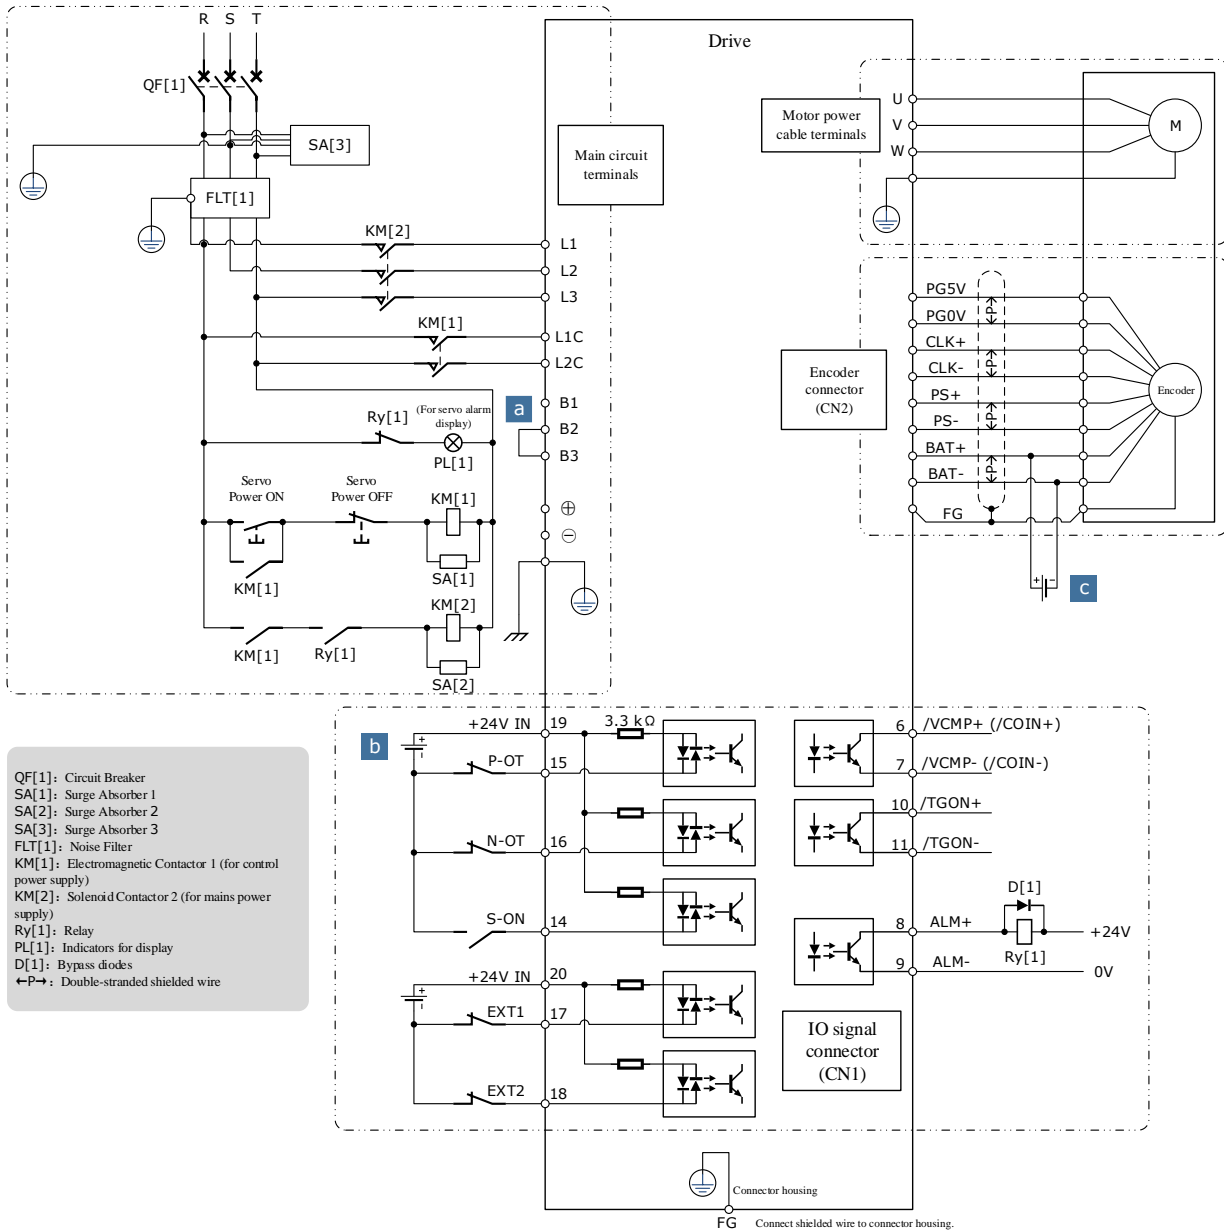 R S T
QF[1]
SA[3]
FLT[1]
KM[2]
KM[1]
Main circuit
terminals
Drive
L1
L2
L3
L1C
L2C
a
B1
B2
B3
Ry[1]
(For servo alarm
display)
PL[1]
Servo
Power ON
Servo
Power OFF
KM[1]
SA[1]
KM[1]
KM[2]
KM[1]
Ry[1]
SA[2]
⊕
⊖
Motor power
cable terminals
U
V
W
M
Encoder
connector
(CN2)
PG5V
PG0V
CLK+
CLK-
PS+
PS-
BAT+
BAT-
FG
←P→
←P→
←P→
←P→
Encoder
+ -
c
b
+24V IN 19
3.3 kΩ
+
-
P-OT 15
N-OT 16
S-ON 14
+24V IN 20
+
-
EXT1 17
EXT2 18
6 /VCMP+ (/COIN+)
7 /VCMP- (/COIN-)
10 /TGON+
11 /TGON-
D[1]
8 ALM+
+24V
Ry[1]
9 ALM-
0V
IO signal
connector
(CN1)
Connector housing
FG Connect shielded wire to connector housing.
QF[1]: Circuit Breaker
SA[1]: Surge Absorber 1
SA[2]: Surge Absorber 2
SA[3]: Surge Absorber 3
FLT[1]: Noise Filter
KM[1]: Electromagnetic Contactor 1 (for control
power supply)
KM[2]: Solenoid Contactor 2 (for mains power
supply)
Ry[1]: Relay
PL[1]: Indicators for display
D[1]: Bypass diodes
←P→: Double-stranded shielded wire